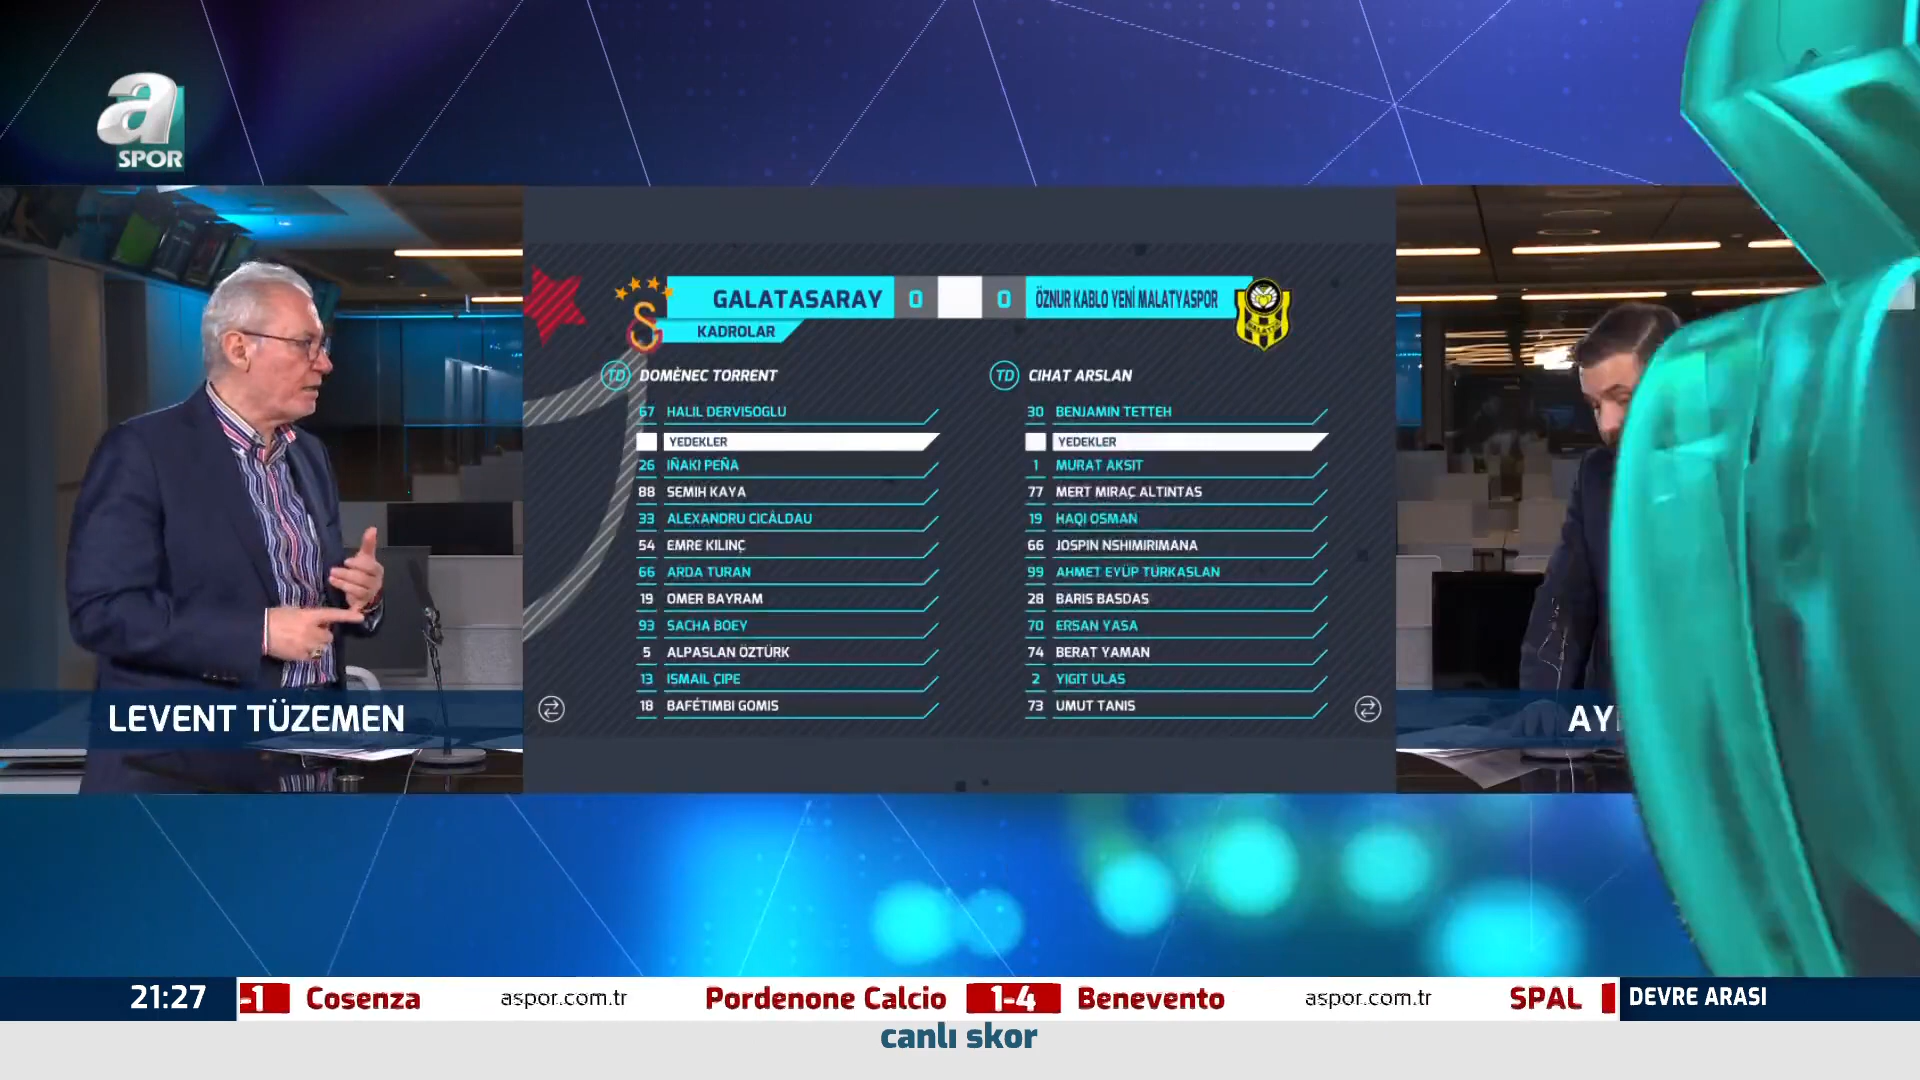 a
SPOR
GALATASARAY 0 0 ÖZNUR KABLO YENİ MALATYASPOR
KADROLAR
TD DOMÈNEC TORRENT
67 HALIL DERVISOGLU
YEDEKLER
26 IÑAKI PEÑA
88 SEMIH KAYA
33 ALEXANDRU CICÂLDAU
54 EMRE KILINÇ
66 ARDA TURAN
19 OMER BAYRAM
93 SACHA BOEY
5 ALPASLAN ÖZTÜRK
13 ISMAIL ÇIPE
18 BAFÉTIMBI GOMIS
TD CIHAT ARSLAN
30 BENJAMIN TETTEH
YEDEKLER
1 MURAT AKSIT
77 MERT MIRAÇ ALTINTAS
19 HAQI OSMAN
66 JOSPIN NSHIMIRIMANA
99 AHMET EYÜP TÜRKASLAN
28 BARIS BASDAS
70 ERSAN YASA
74 BERAT YAMAN
2 YIGIT ULAS
73 UMUT TANIS
LEVENT TÜZEMEN
21:27 -1 Cosenza aspor.com.tr Pordenone Calcio 1-4 Benevento aspor.com.tr SPAL DEVRE ARASI
canlı skor